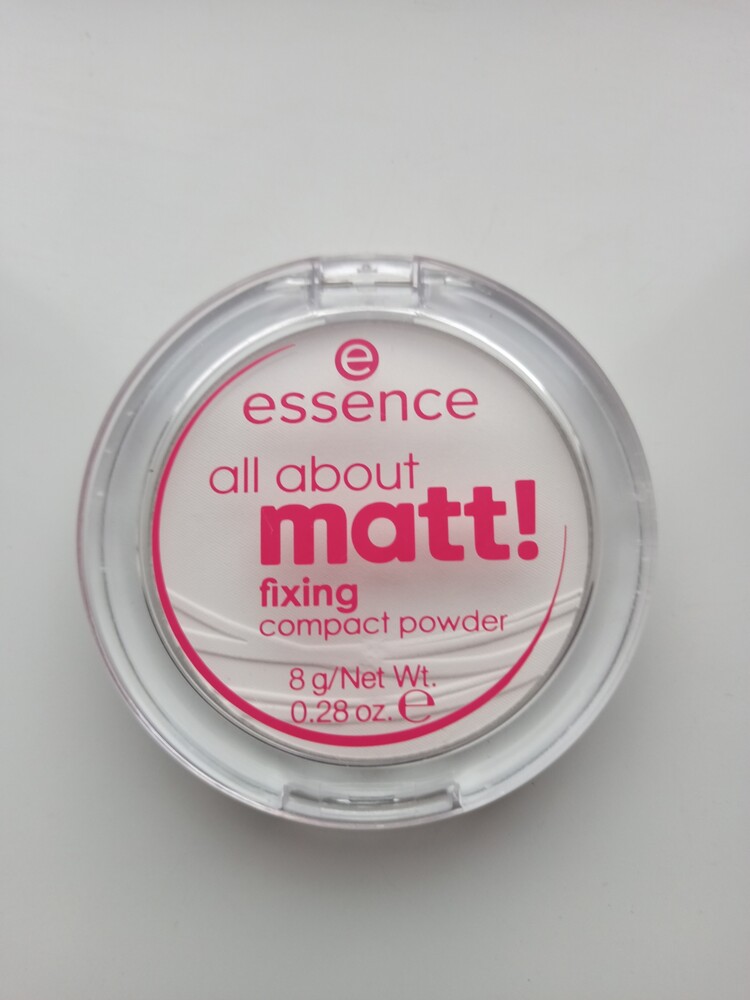 e
essence
all about
matt!
fixing
compact powder
8 g/Net Wt.
0.28 oz. ℮